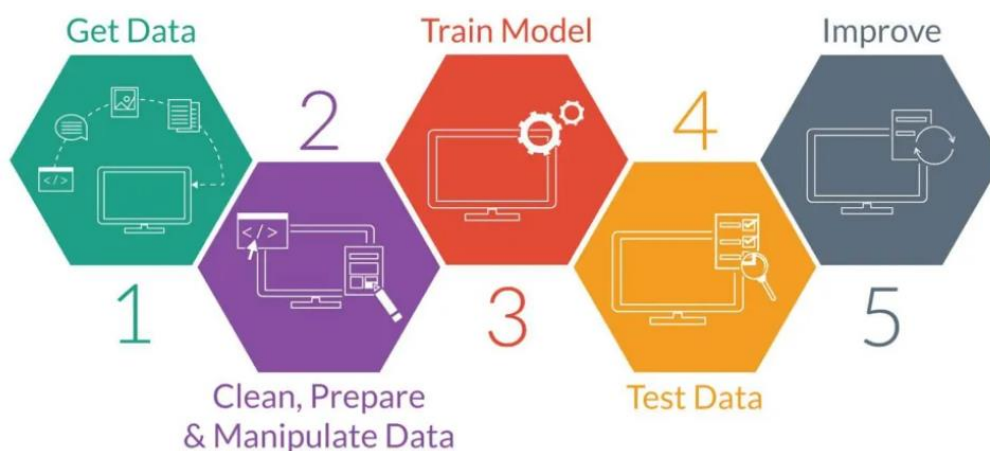 Get Data
1
</>
2
</>
Clean, Prepare
& Manipulate Data
Train Model
3
4
Test Data
Improve
5